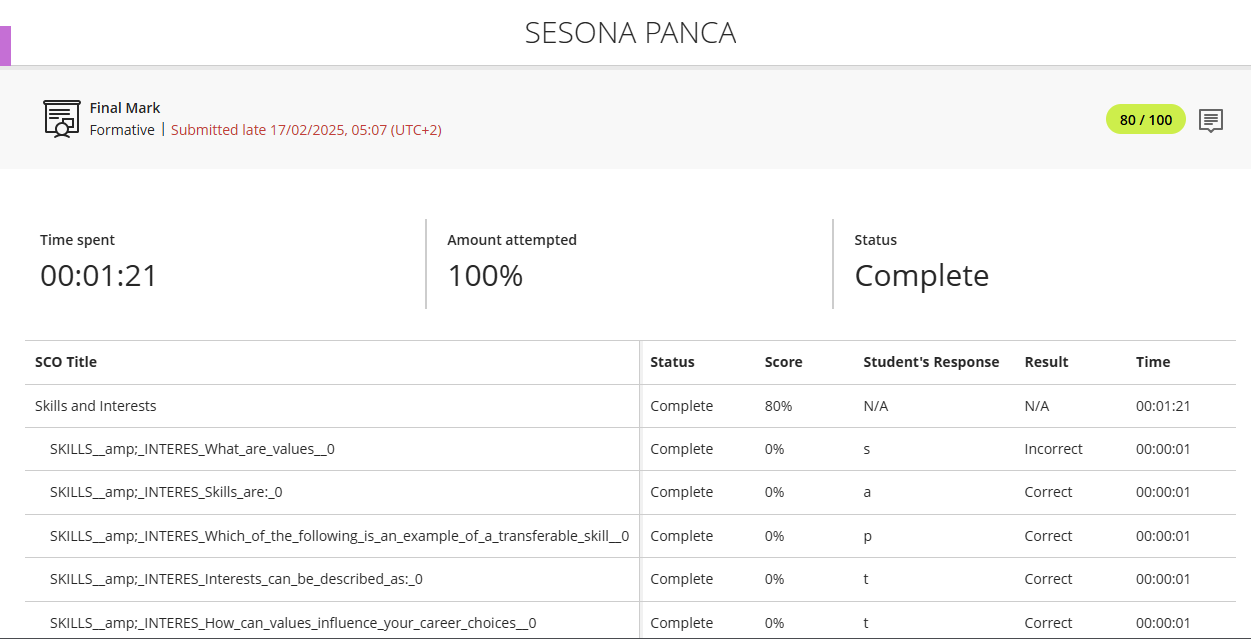 SESONA PANCA
Final Mark
Formative | Submitted late 17/02/2025, 05:07 (UTC+2)
80 / 100
Time spent
00:01:21
Amount attempted
100%
Status
Complete
SCO Title Status Score Student's Response Result Time
Skills and Interests Complete 80% N/A N/A 00:01:21
SKILLS__amp;_INTERES_What_are_values__0 Complete 0% s Incorrect 00:00:01
SKILLS__amp;_INTERES_Skills_are:_0 Complete 0% a Correct 00:00:01
SKILLS__amp;_INTERES_Which_of_the_following_is_an_example_of_a_transferable_skill__0 Complete 0% p Correct 00:00:01
SKILLS__amp;_INTERES_Interests_can_be_described_as:_0 Complete 0% t Correct 00:00:01
SKILLS__amp;_INTERES_How_can_values_influence_your_career_choices__0 Complete 0% t Correct 00:00:01